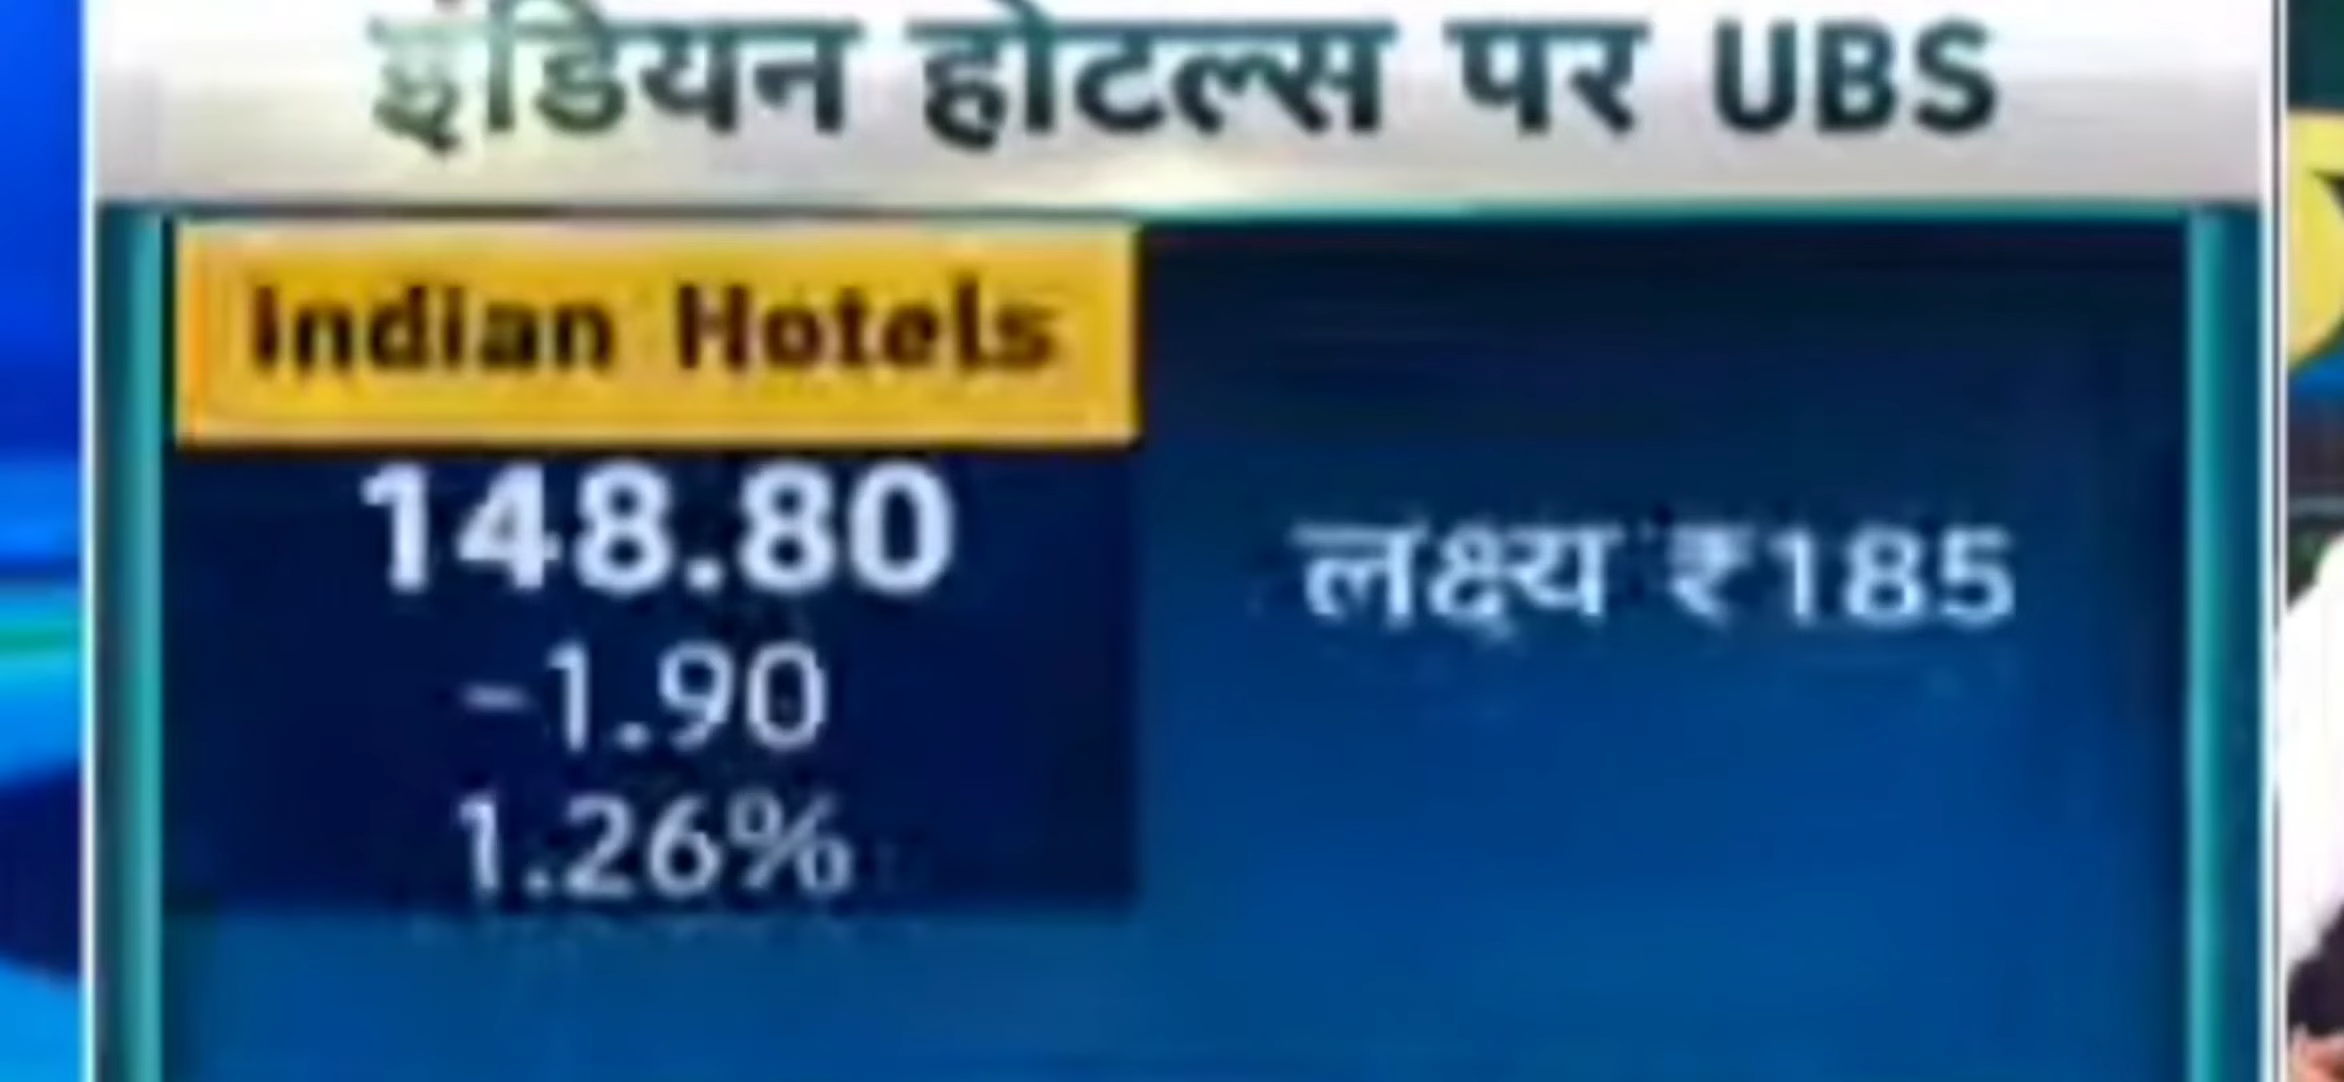 इंडियन होटल्स पर UBS
Indian Hotels
148.80
-1.90
1.26%
लक्ष्य ₹185